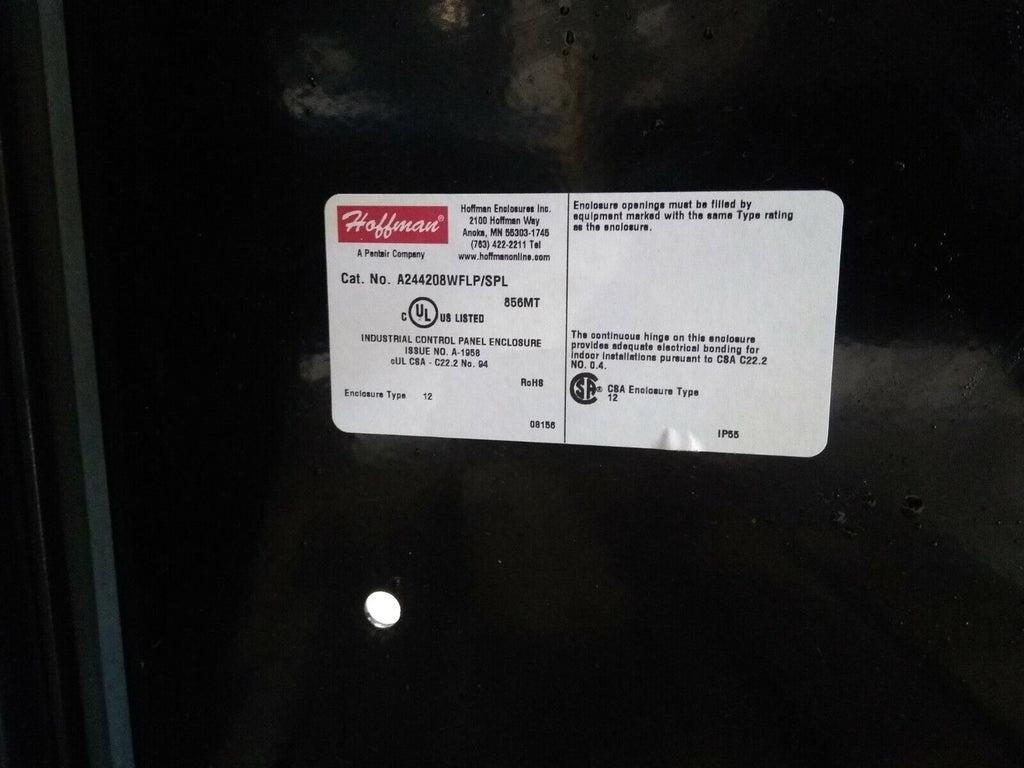 Hoffman®
A Pentair Company
Hoffman Enclosures Inc.
2100 Hoffman Way
Anoka, MN 55303-1745
(763) 422-2211 Tel
www.hoffmanonline.com
Cat. No. A244208WFLP/SPL
856MT
C UL US LISTED
INDUSTRIAL CONTROL PANEL ENCLOSURE
ISSUE NO. A-1958
cUL CSA - C22.2 No. 94
RoHS
Enclosure Type 12
08156
Enclosure openings must be filled by
equipment marked with the same Type rating
as the enclosure.
The continuous hinge on this enclosure
provides adequate electrical bonding for
indoor installations pursuant to CSA C22.2
NO. 0.4.
SA® CSA Enclosure Type
12
IP55